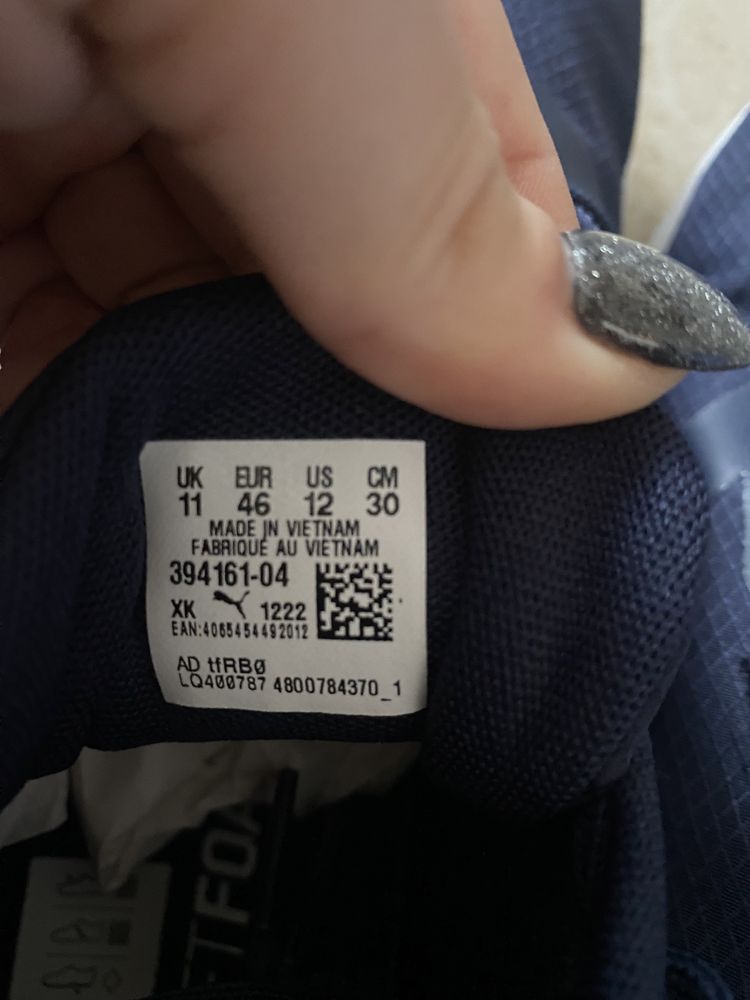 UK EUR US CM
11 46 12 30
MADE IN VIETNAM
FABRIQUÉ AU VIETNAM
394161-04
XK 1222
EAN:4065454492012
AD tfRBø
LQ400787 4800784370_1
TFOA